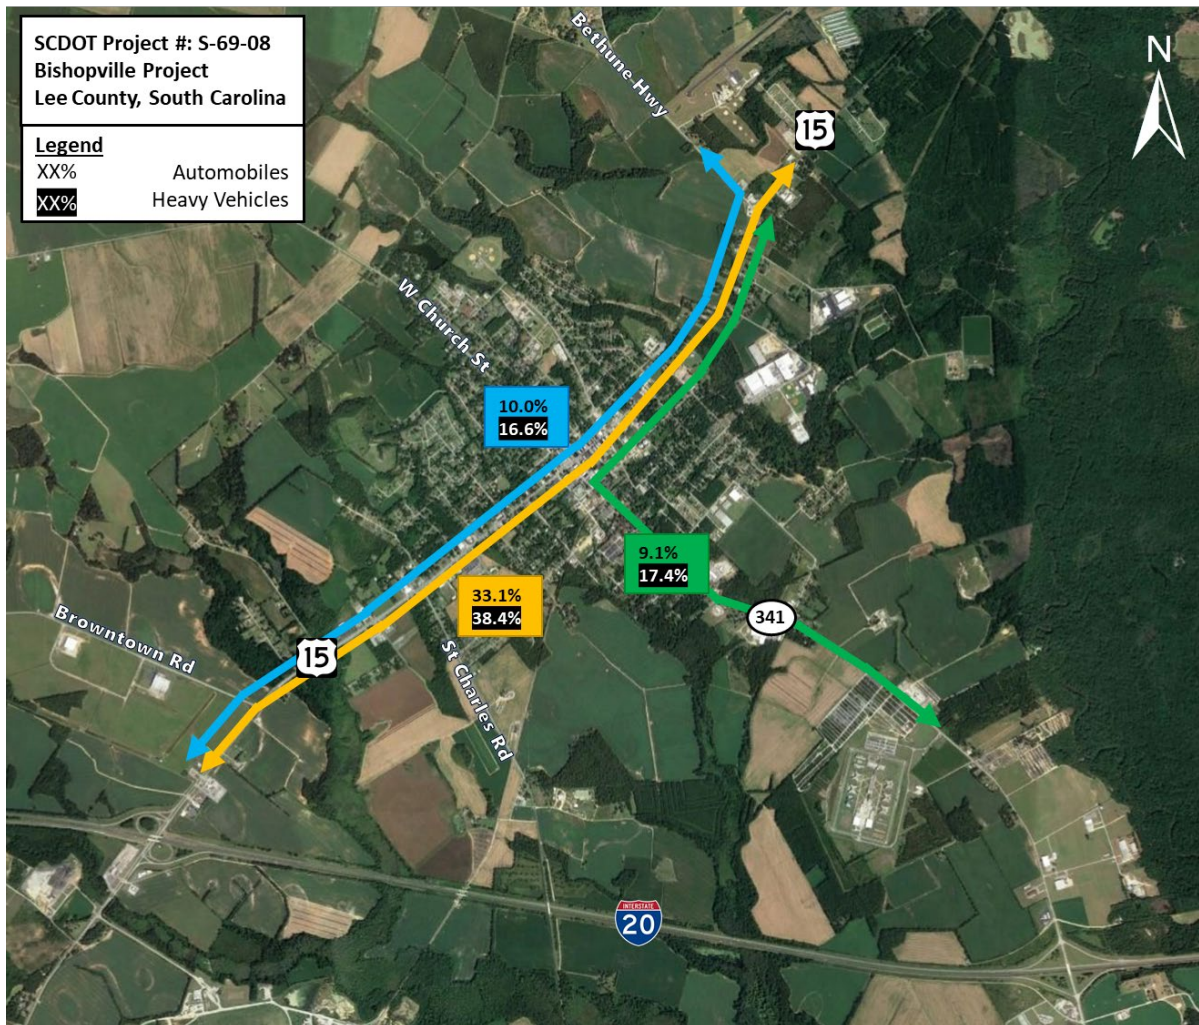 SCDOT Project #: S-69-08
Bishopville Project
Lee County, South Carolina
Legend
XX% Automobiles
XX% Heavy Vehicles
Bethune Hwy
15
N
W Church St
10.0%
16.6%
9.1%
17.4%
33.1%
38.4%
341
Browntown Rd
15
St Charles Rd
INTERSTATE
20